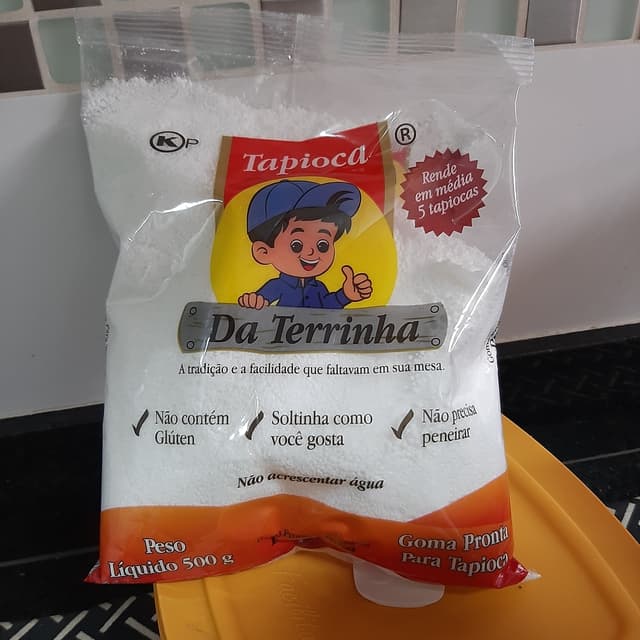 K P
Tapioca
®
Rende
em média
5 tapiocas
Da Terrinha
A tradição e a facilidade que faltavam em sua mesa.
Não contém
Glúten
Soltinha como
você gosta
Não precisa
peneirar
Não acrescentar água
Peso
Líquido 500 g
Goma Pronta
Para Tapioca